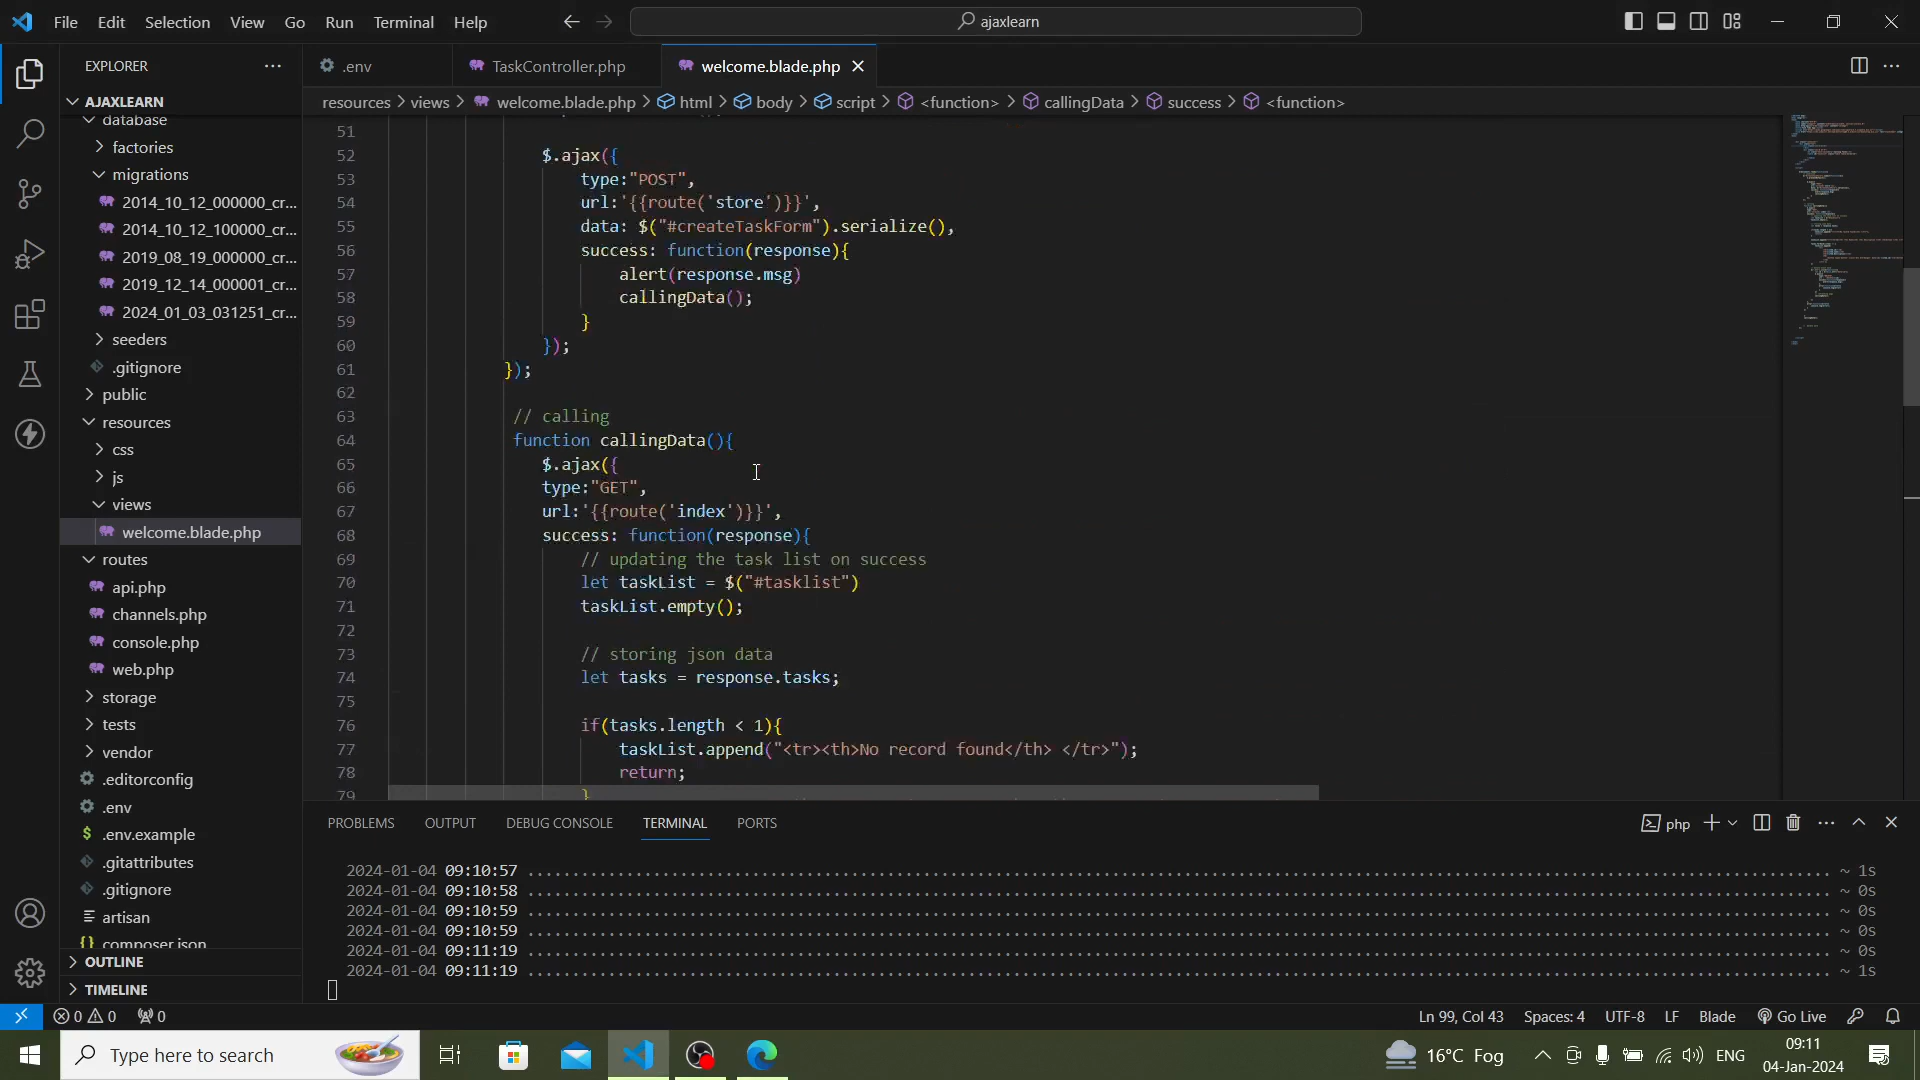 File Edit Selection View Go Run Terminal Help
ajaxlearn
EXPLORER
.env
TaskController.php
welcome.blade.php
AJAXLEARN
resources > views > welcome.blade.php > html > body > script > <function> > callingData > success > <function>
database
factories
migrations
2014_10_12_000000_cr...
2014_10_12_100000_cr...
2019_08_19_000000_cr...
2019_12_14_000001_cr...
2024_01_03_031251_cr...
seeders
.gitignore
public
resources
css
js
views
welcome.blade.php
routes
api.php
channels.php
console.php
web.php
storage
tests
vendor
.editorconfig
.env
.env.example
.gitattributes
.gitignore
artisan
composer.json
OUTLINE
TIMELINE
51
52 $.ajax({
53 type:"POST",
54 url:'{{route('store')}}',
55 data: $("#createTaskForm").serialize(),
56 success: function(response){
57 alert(response.msg)
58 callingData();
59 }
60 });
61 });
62
63 // calling
64 function callingData(){
65 $.ajax({
66 type:"GET",
67 url:'{{route('index')}}',
68 success: function(response){
69 // updating the task list on success
70 let taskList = $("#tasklist")
71 taskList.empty();
72
73 // storing json data
74 let tasks = response.tasks;
75
76 if(tasks.length < 1){
77 taskList.append("<tr><th>No record found</th> </tr>");
78 return;
79 }
PROBLEMS OUTPUT DEBUG CONSOLE TERMINAL PORTS
php
2024-01-04 09:10:57 ~ 1s
2024-01-04 09:10:58 ~ 0s
2024-01-04 09:10:59 ~ 0s
2024-01-04 09:10:59 ~ 0s
2024-01-04 09:11:19 ~ 0s
2024-01-04 09:11:19 ~ 1s
0 0 0
Ln 99, Col 43 Spaces: 4 UTF-8 LF Blade Go Live
Type here to search
16°C Fog
ENG
09:11
04-Jan-2024